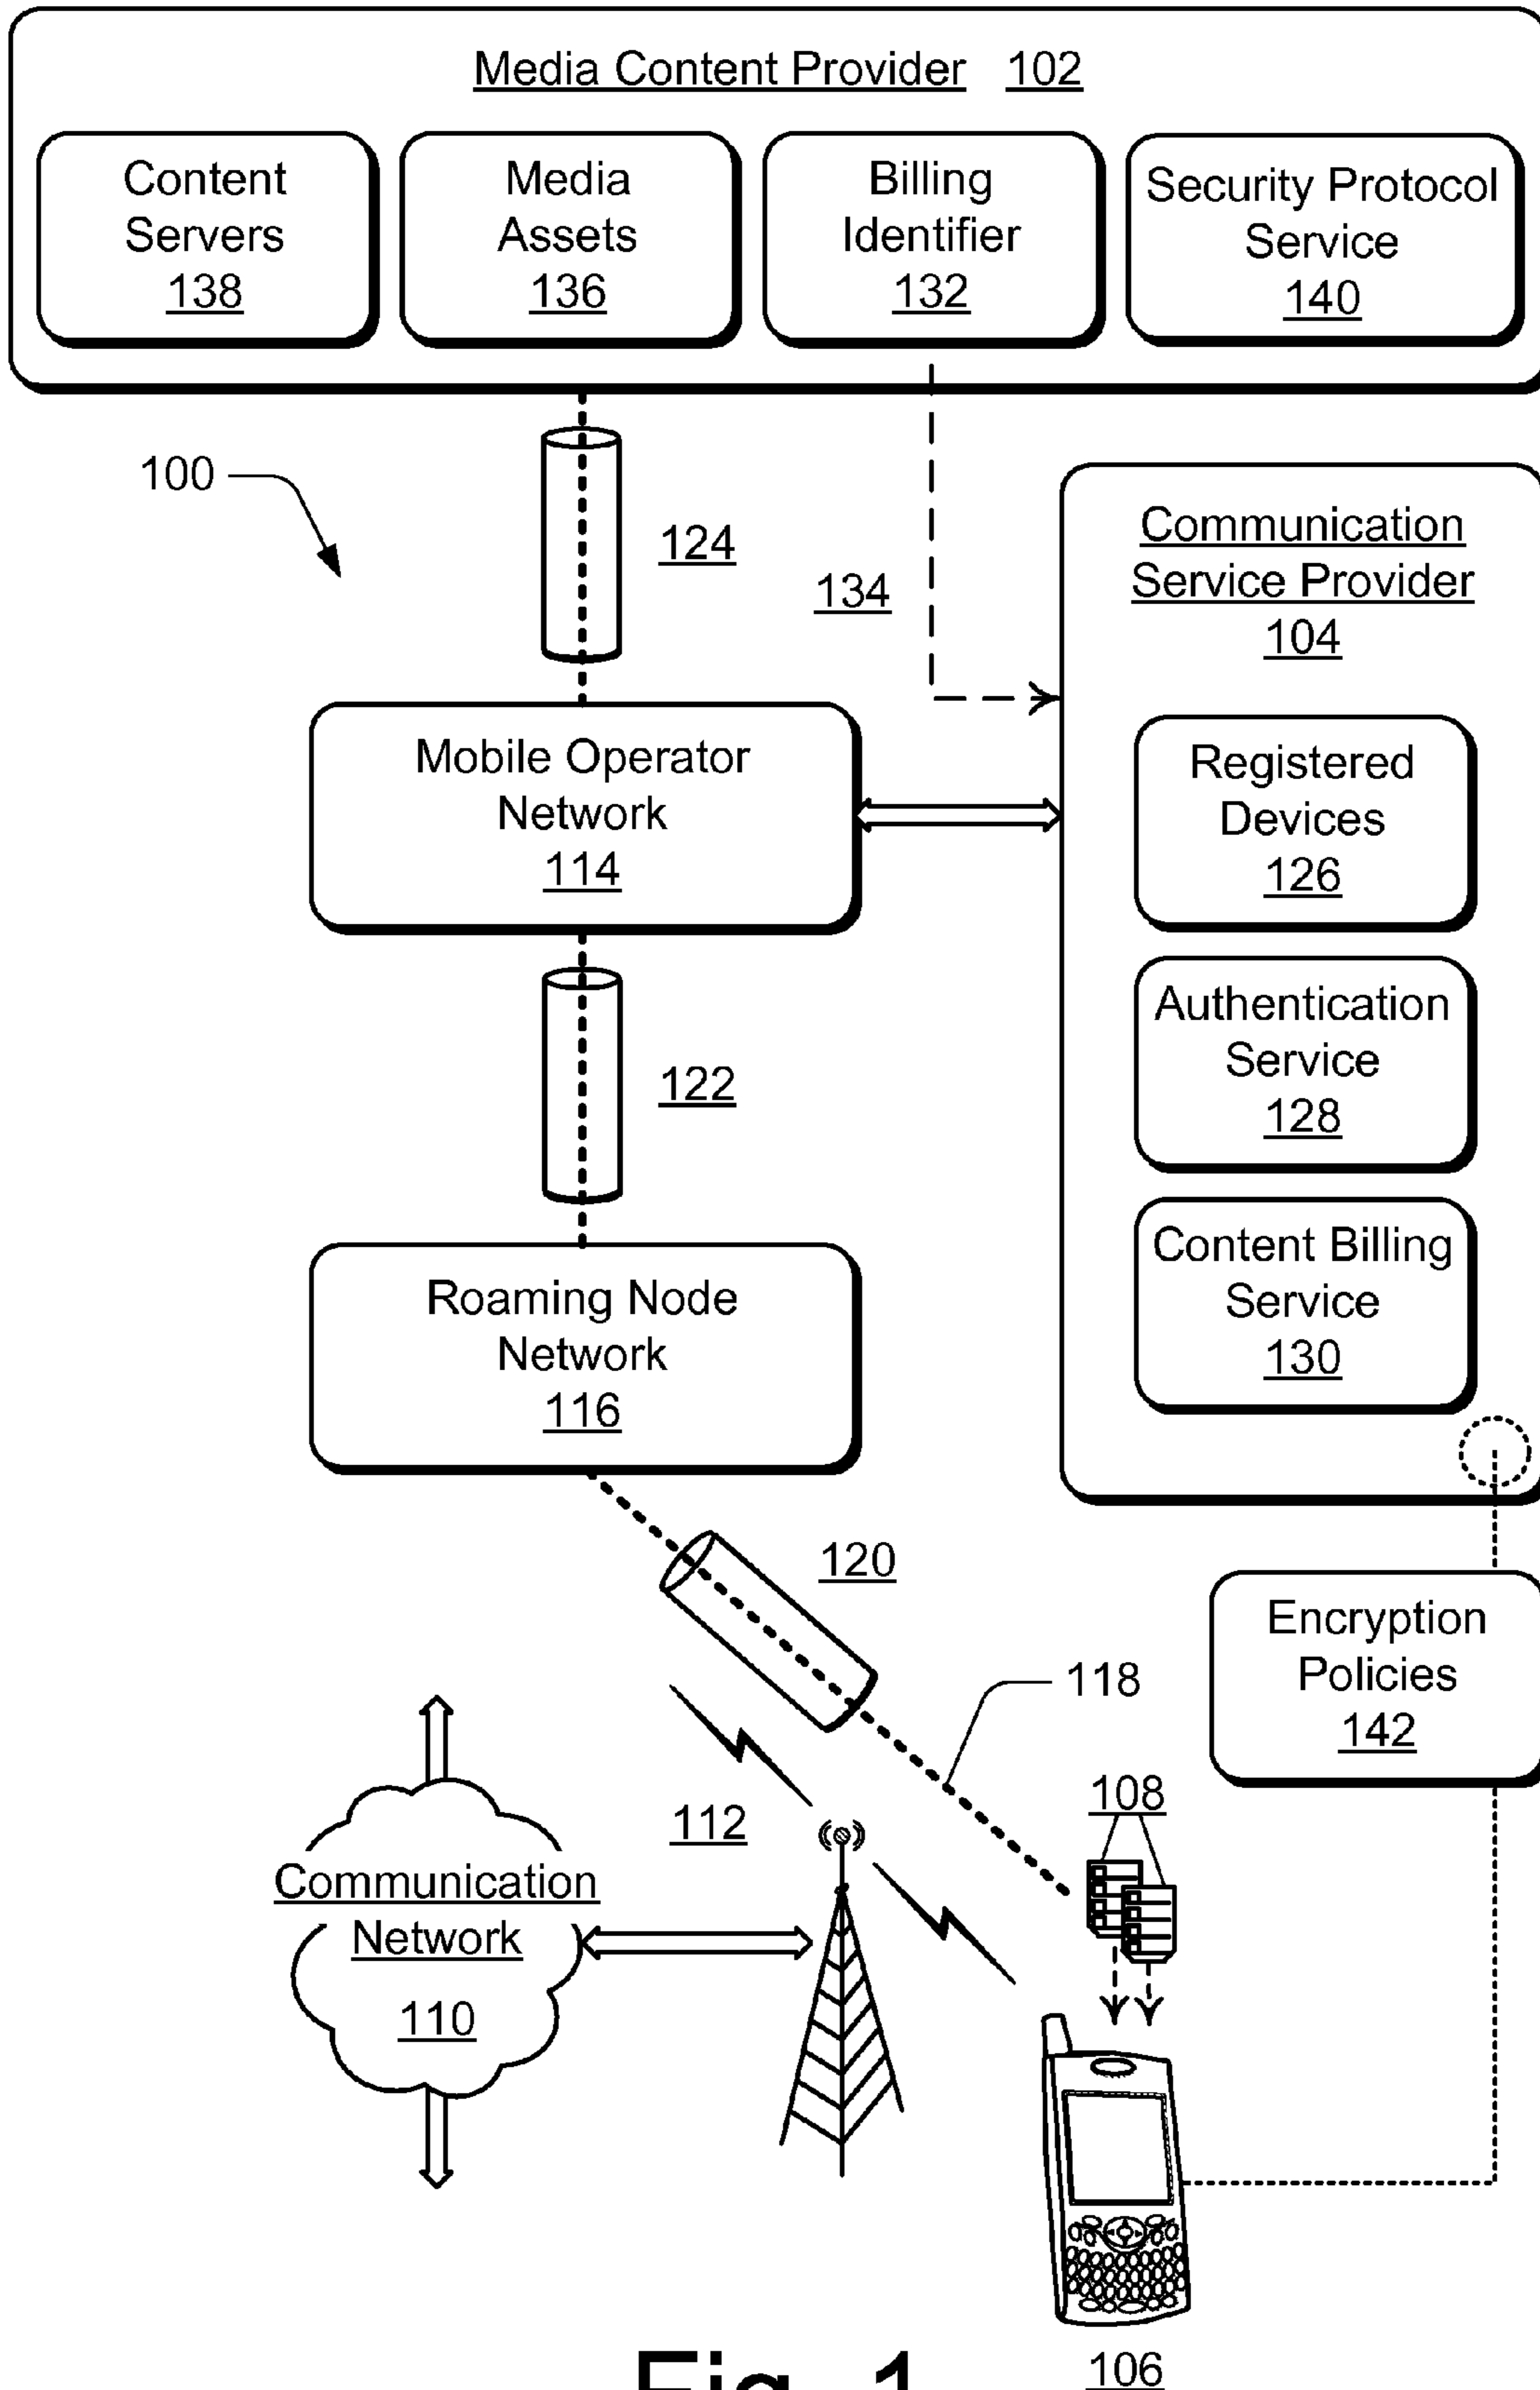 Media Content Provider 102
Content
Servers
138
Media
Assets
136
Billing
Identifier
132
Security Protocol
Service
140
100
124
134
Communication
Service Provider
104
Mobile Operator
Network
114
Registered
Devices
126
Authentication
Service
128
122
Content Billing
Service
130
Roaming Node
Network
116
120
Encryption
Policies
142
118
108
112
Communication
Network
110
106
Fig. 1